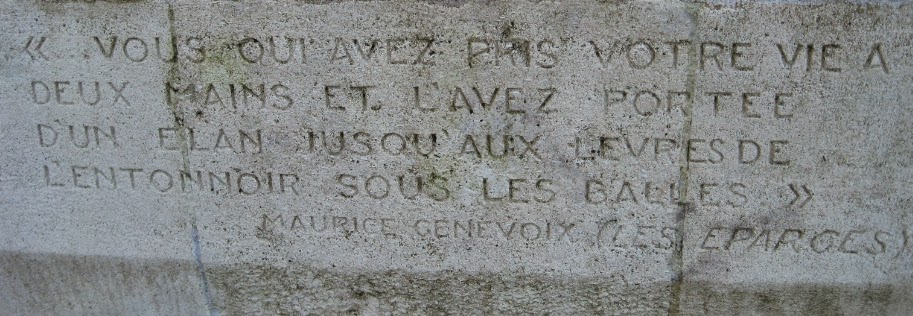 « VOUS QUI AVEZ PRIS VOTRE VIE A
DEUX MAINS ET L'AVEZ PORTEE
D'UN ELAN JUSQU'AUX LEVRES DE
L'ENTONNOIR SOUS LES BALLES »
MAURICE GENEVOIX (LES EPARGES)